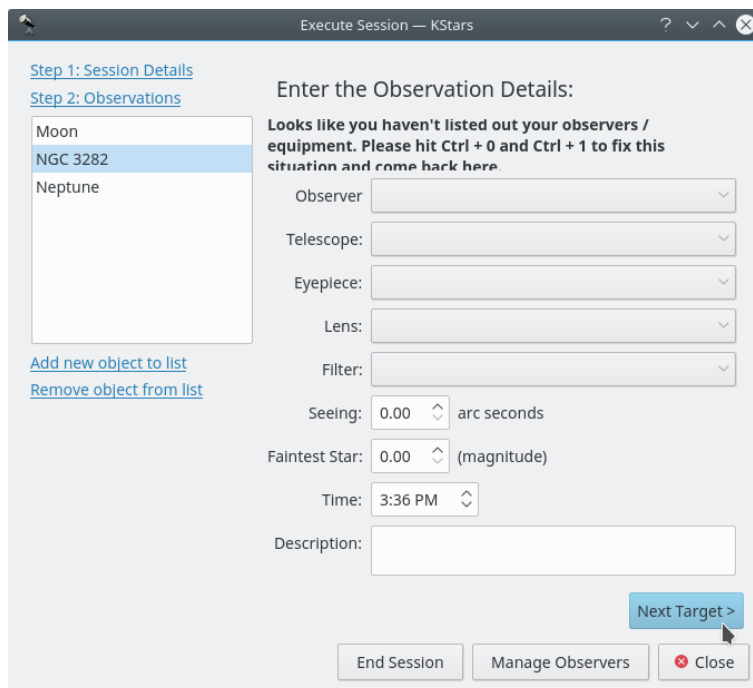 Execute Session — KStars
Step 1: Session Details
Step 2: Observations
Moon
NGC 3282
Neptune
Add new object to list
Remove object from list
Enter the Observation Details:
Looks like you haven't listed out your observers /
equipment. Please hit Ctrl + 0 and Ctrl + 1 to fix this
situation and come back here.
Observer
Telescope:
Eyepiece:
Lens:
Filter:
Seeing: 0.00 arc seconds
Faintest Star: 0.00 (magnitude)
Time: 3:36 PM
Description:
Next Target >
End Session Manage Observers Close